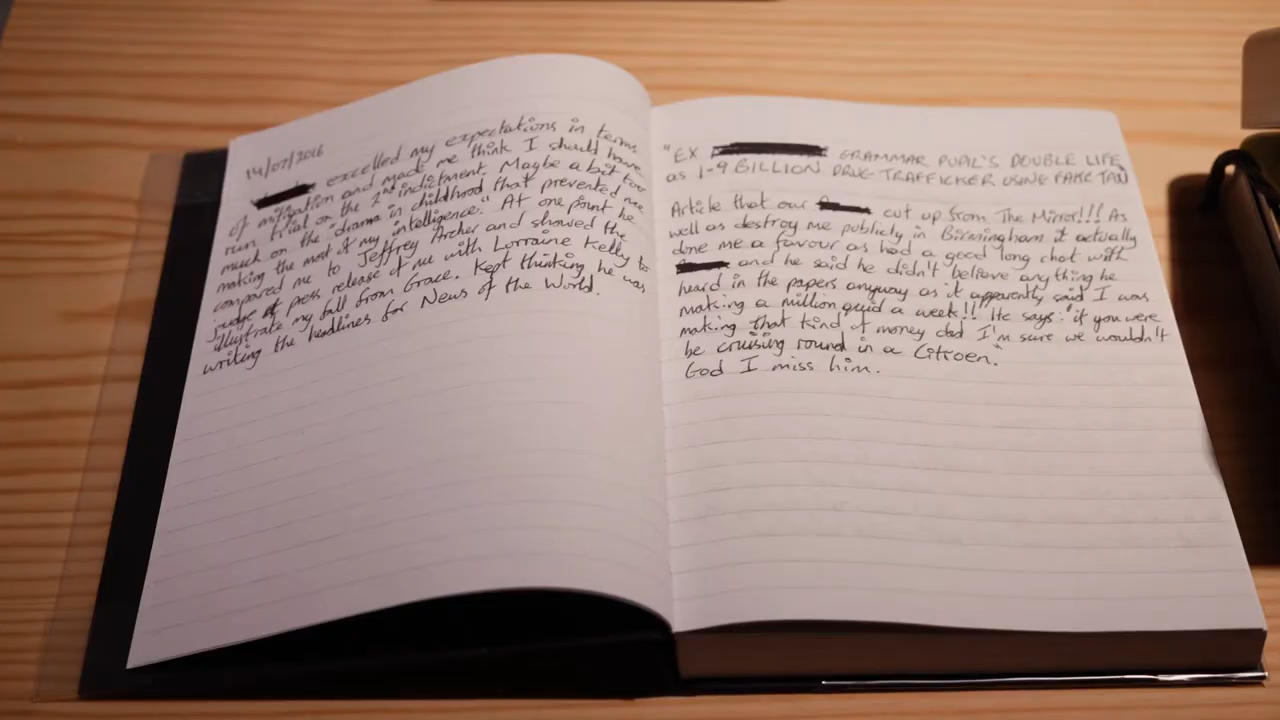 14/07/2016
excelled my expectations in terms
of mitigation and made me think I should have
run trial on the 2nd indictment. Maybe a bit too
much on the "drama in childhood that prevented me
making the most of my intelligence." At one point he
compared me to Jeffrey Archer and showed the
judge a press release of me with Lorraine Kelly to
illustrate my fall from Grace. Kept thinking he was
writing the headlines for News of the World.
"EX GRAMMAR PUPIL'S DOUBLE LIFE
as 1-9 BILLION DRUG TRAFFICKER USING FAKE TAN
Article that our cut up from The Mirror!!! As
well as destroy me publicly in Birmingham it actually
done me a favour as had a good long chat with
and he said he didn't believe anything he
heard in the papers anyway as it apparently said I was
making a million quid a week!! He says: "if you were
making that kind of money dad I'm sure we wouldn't
be cruising round in a Citroen."
God I miss him.